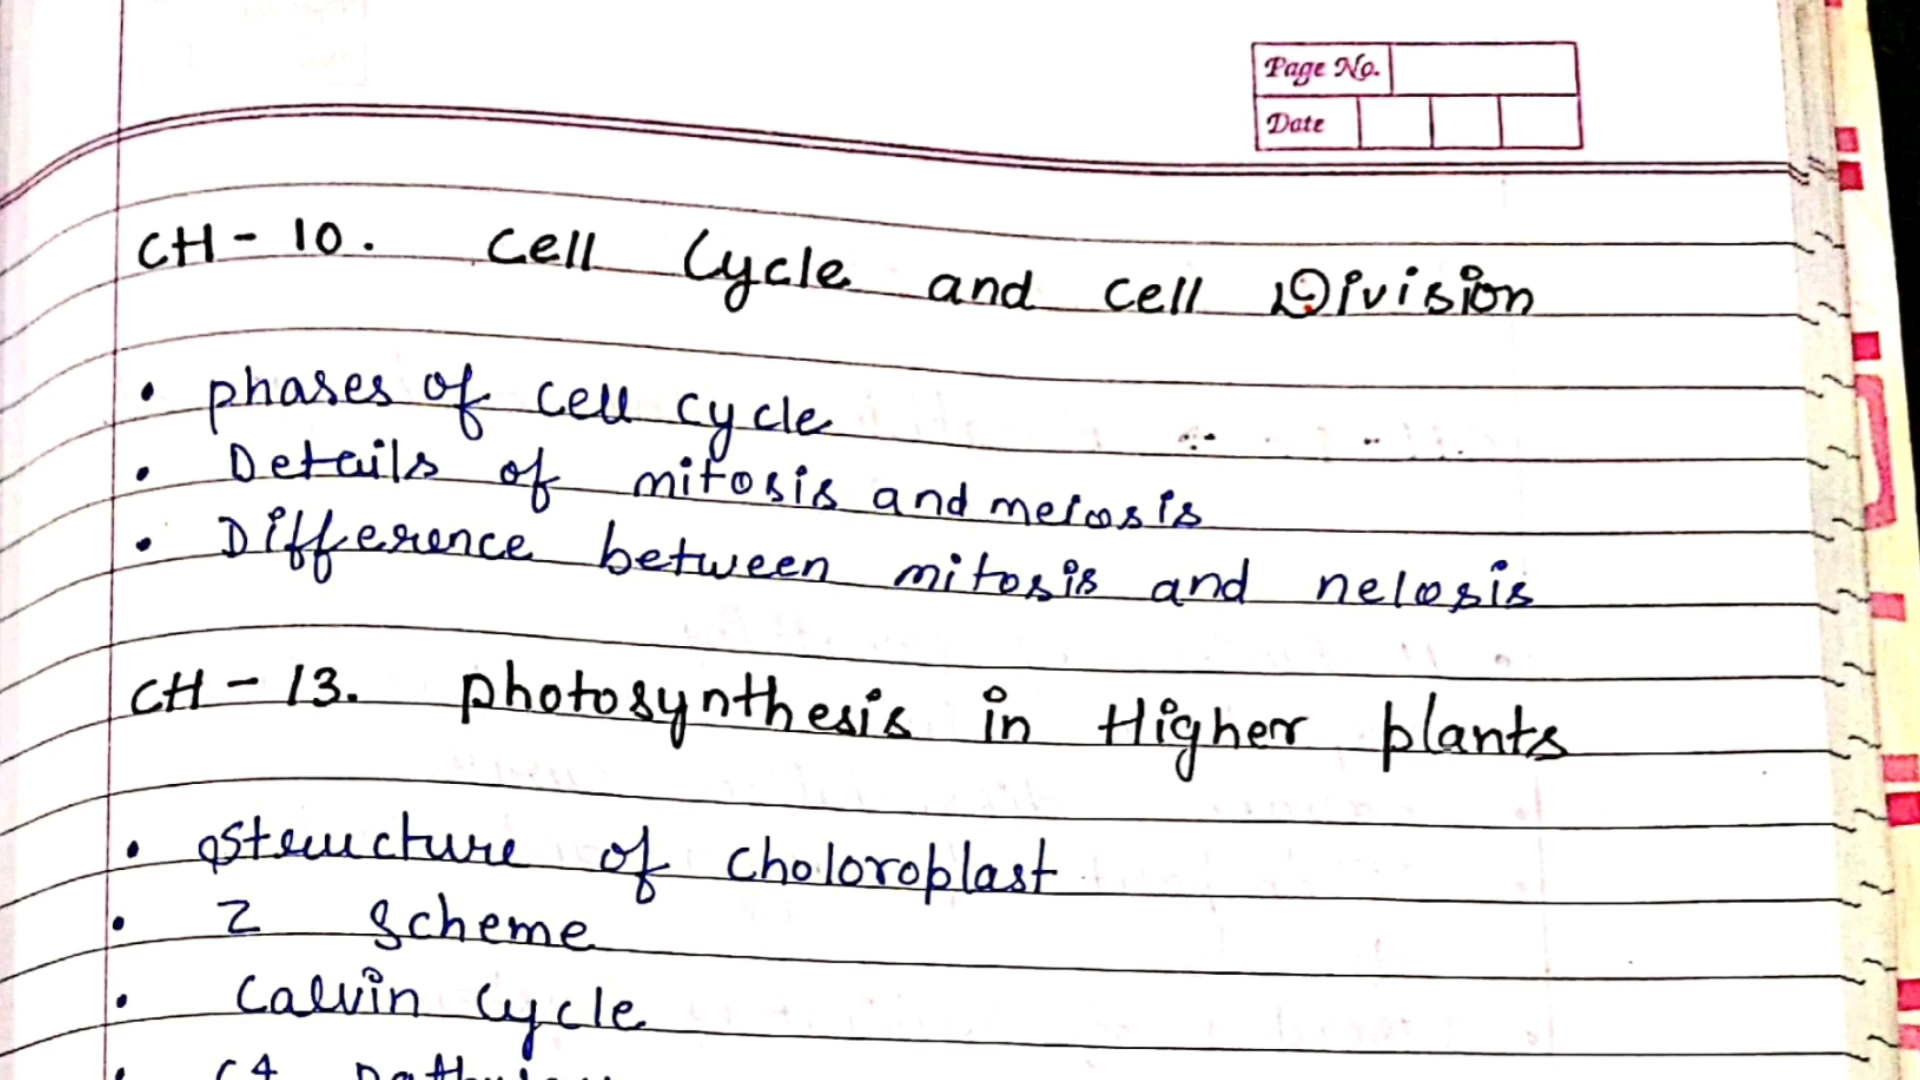 Page No.
Date
CH - 10. Cell Cycle and cell Division
• phases of cell cycle
• Details of mitosis and meiosis
• Difference between mitosis and neiosis
CH - 13. photosynthesis in Higher plants
• Structure of choloroplast
• Z Scheme
• Calvin Cycle
• C4